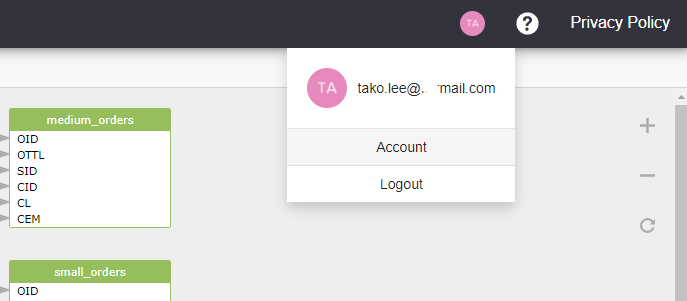 TA
?
Privacy Policy
TA
tako.lee@
mail.com
Account
Logout
medium_orders
OID
OTTL
SID
CID
CL
CEM
small_orders
OID